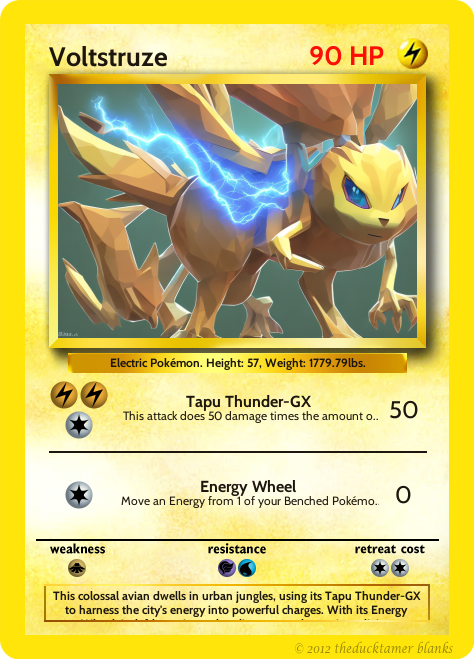 Voltstruze
90 HP
Electric Pokémon. Height: 57, Weight: 1779.79lbs.
Tapu Thunder-GX
This attack does 50 damage times the amount o..
50
Energy Wheel
Move an Energy from 1 of your Benched Pokémo..
0
weakness
resistance
retreat cost
This colossal avian dwells in urban jungles, using its Tapu Thunder-GX
to harness the city's energy into powerful charges. With its Energy
© 2012 theducktamer blanks